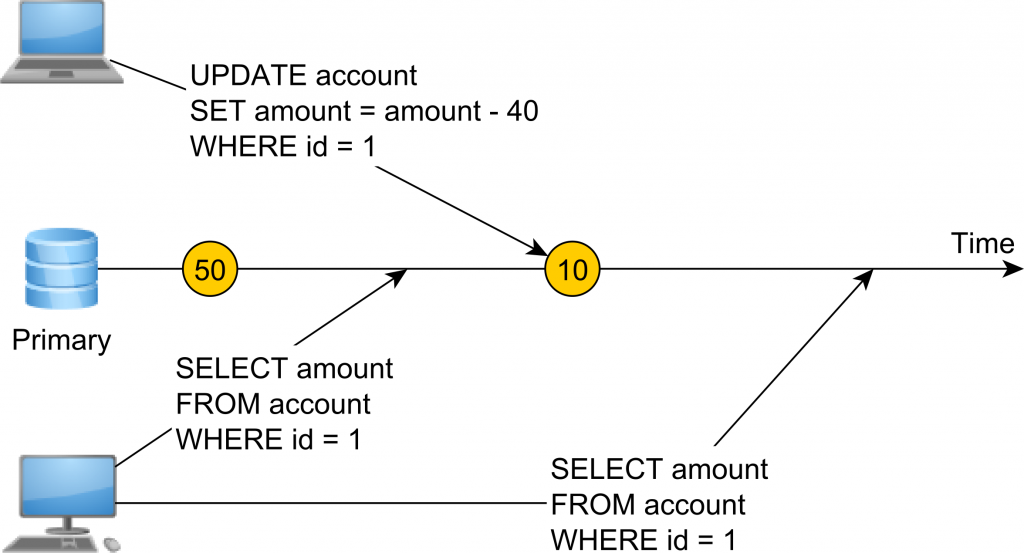 UPDATE account
SET amount = amount - 40
WHERE id = 1
Time
50
10
Primary
SELECT amount
FROM account
WHERE id = 1
SELECT amount
FROM account
WHERE id = 1